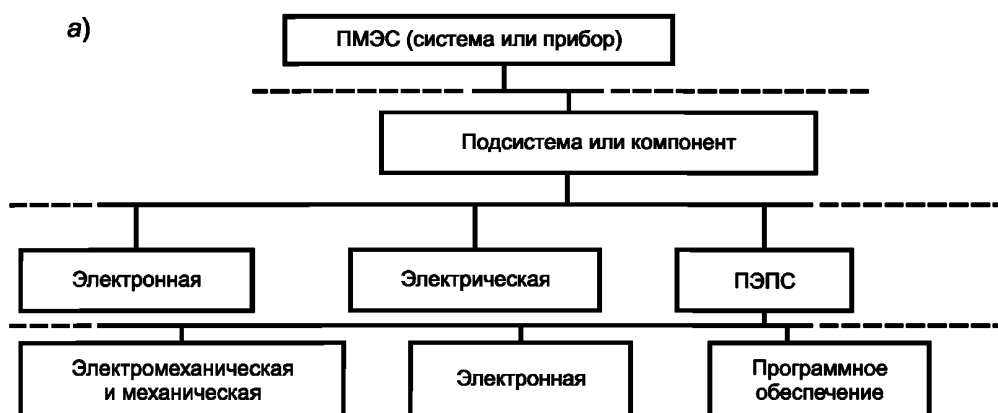 а)
ПМЭС (система или прибор)
Подсистема или компонент
Электронная
Электрическая
ПЭПС
Электромеханическая
и механическая
Электронная
Программное
обеспечение